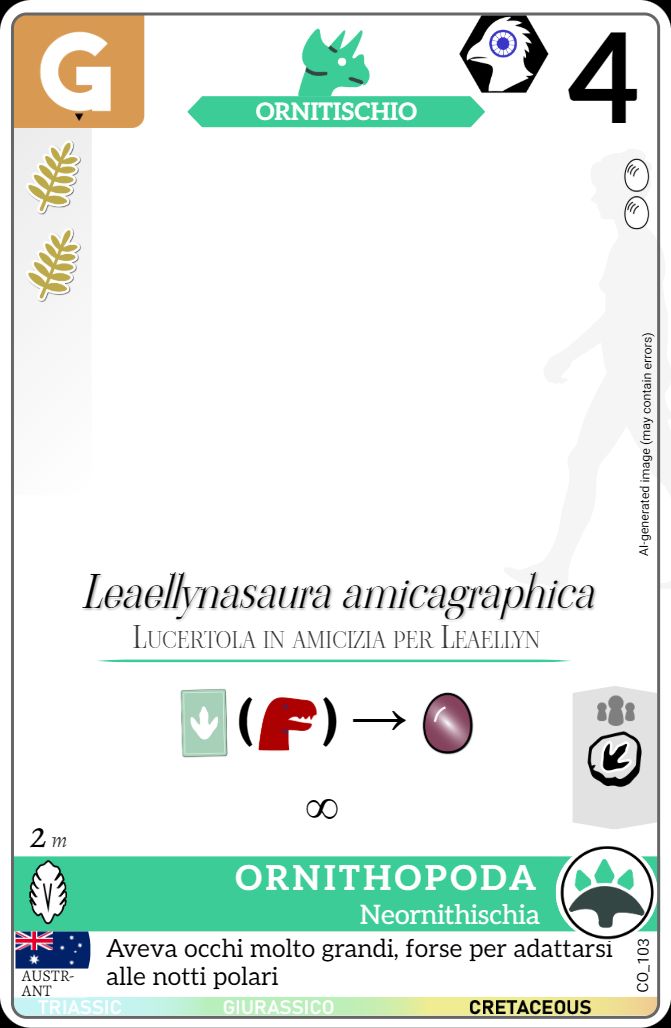 G
ORNITISCHIO
4
AI-generated image (may contain errors)
Leaellynasaura amicagraphica
LUCERTOLA IN AMICIZIA PER LEAELLYN
( ) →
∞
2 m
ORNITHOPODA
Neornithischia
AUSTR-
ANT
Aveva occhi molto grandi, forse per adattarsi
alle notti polari
CO_103
TRIASSIC
GIURASSICO
CRETACEOUS